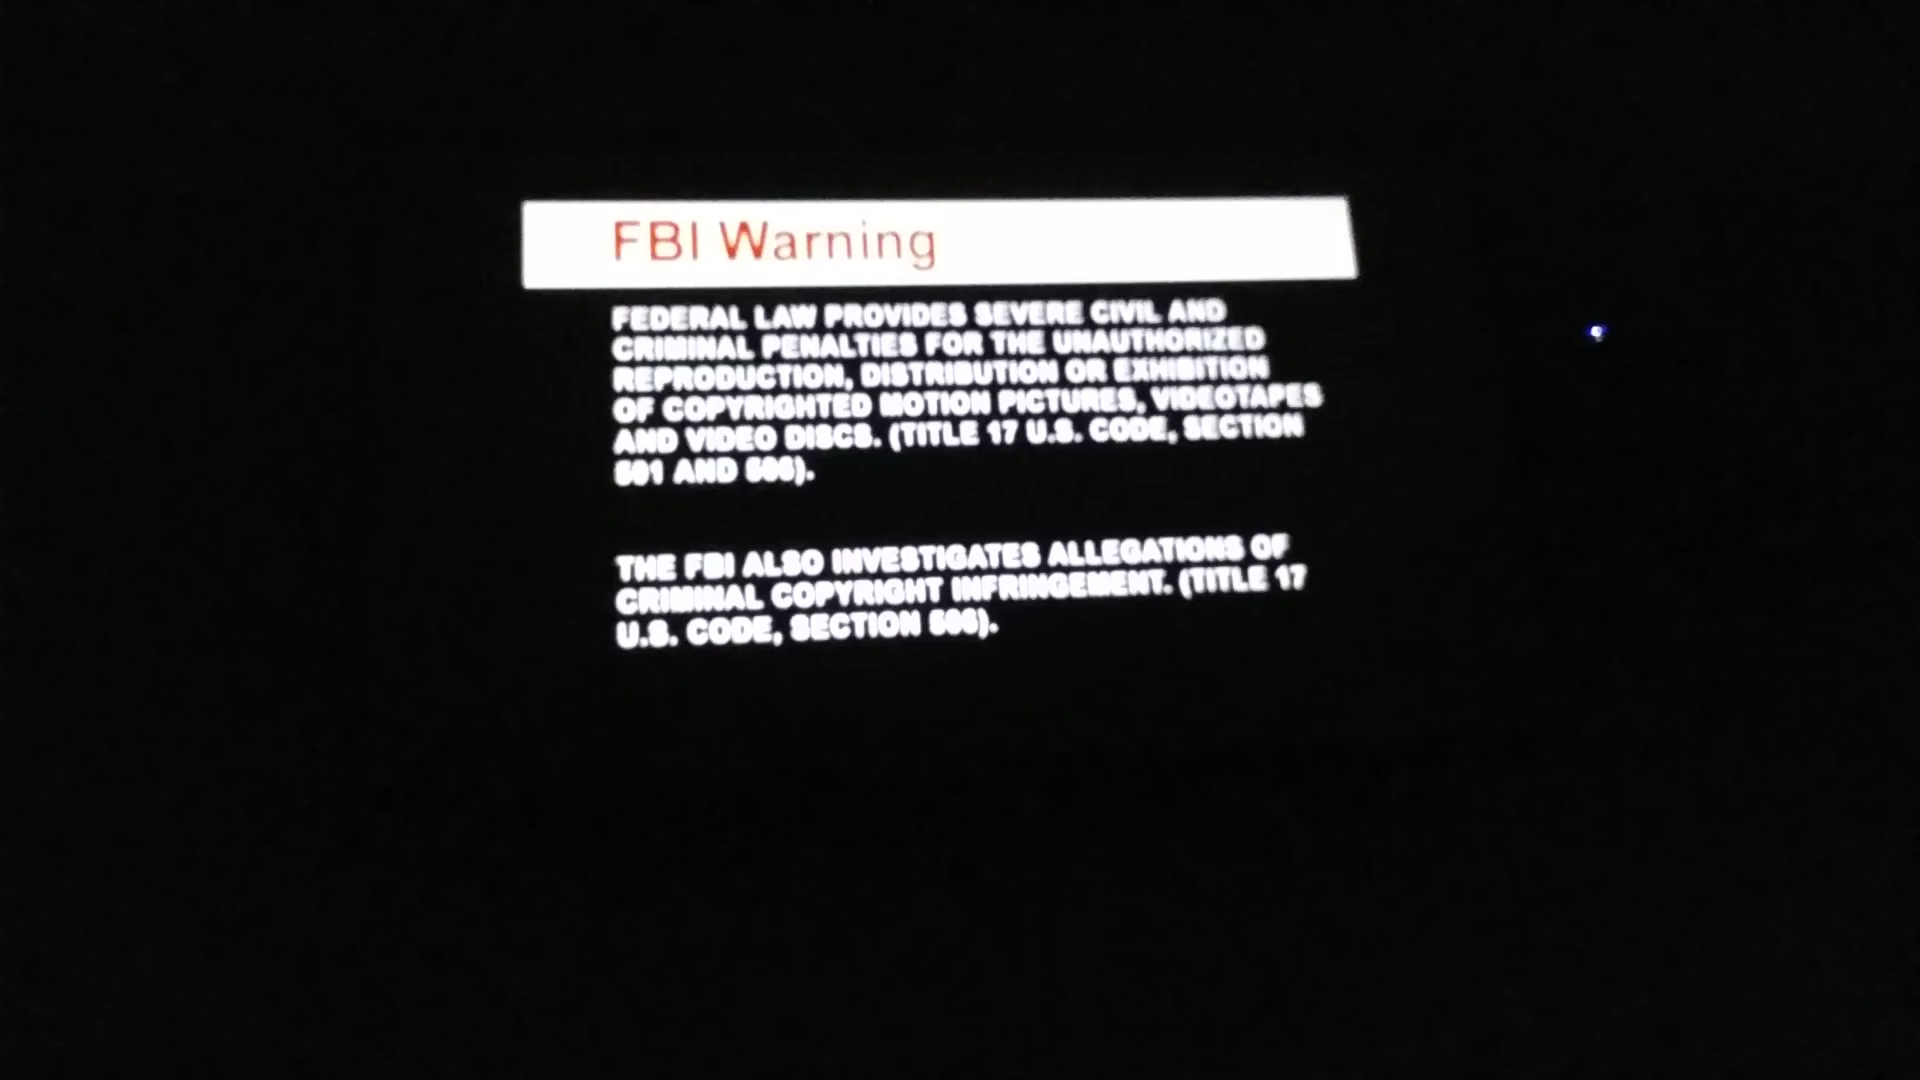 FBI Warning
FEDERAL LAW PROVIDES SEVERE CIVIL AND
CRIMINAL PENALTIES FOR THE UNAUTHORIZED
REPRODUCTION, DISTRIBUTION OR EXHIBITION
OF COPYRIGHTED MOTION PICTURES, VIDEOTAPES
AND VIDEO DISCS. (TITLE 17 U.S. CODE, SECTION
501 AND 506).
THE FBI ALSO INVESTIGATES ALLEGATIONS OF
CRIMINAL COPYRIGHT INFRINGEMENT. (TITLE 17
U.S. CODE, SECTION 506).